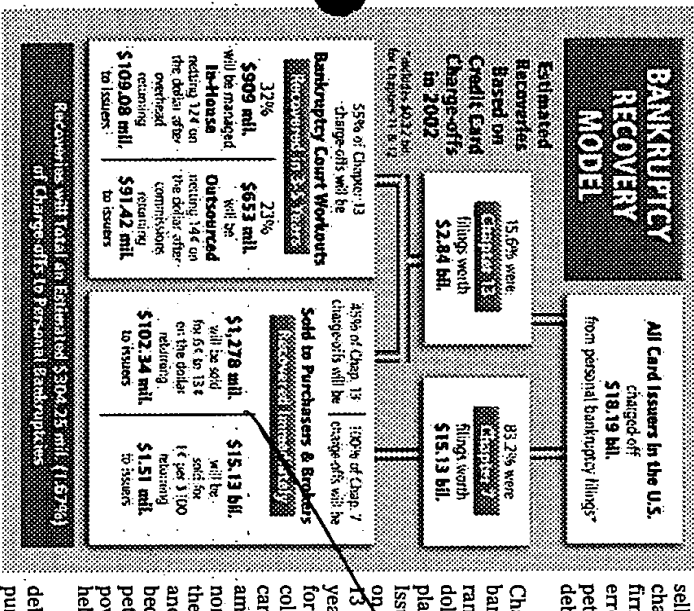 BANKRUPTCY
RECOVERY
MODEL
Estimated
Recoveries
Based on
Credit Card
Charge-offs
in 2002
All Card Issuers in the U.S.
charged off
$18.19 bil.
from personal bankruptcy filings*
15.6% were
Chapter 13
filings worth
$2.84 bil.
83.2% were
Chapter 7
filings worth
$15.13 bil.
55% of Chapter 13
charge-offs will be
Bankruptcy Court Workouts
32%
$909 mil.
will be managed
In-House
netting 12¢ on
the dollar after
overhead
returning
$109.08 mil.
to issuers
23%
$653 mil.
will be
Outsourced
netting 14¢ on
the dollar after
commissions
returning
$91.42 mil.
to issuers
45% of Chap. 13
charge-offs will be
100% of Chap. 7
charge-offs will be
Sold to Purchasers & Brokers
$1,278 mil.
will be sold
for 6¢ to 13¢
on the dollar
returning
$102.34 mil.
to issuers
$15.13 bil.
will be
sold for
1¢ per $100
returning
$1.51 mil.
to issuers
Recoveries will total an Estimated $304.25 mil.
of Charge-offs to Personal Bankruptcies